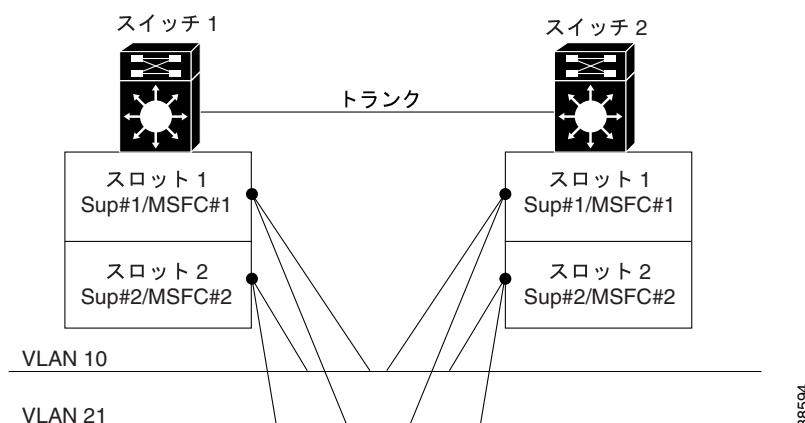 スイッチ 1
スイッチ 2
トランク
スロット 1
Sup#1/MSFC#1
スロット 1
Sup#1/MSFC#1
スロット 2
Sup#2/MSFC#2
スロット 2
Sup#2/MSFC#2
VLAN 10
VLAN 21